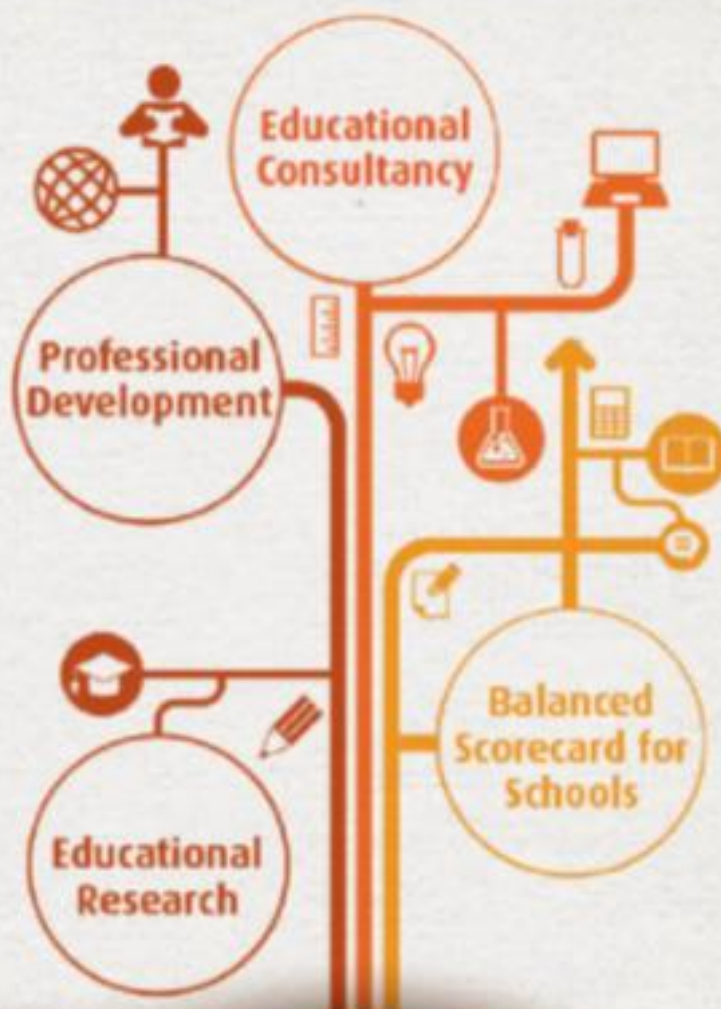 Educational
Consultancy
Professional
Development
Balanced
Scorecard for
Schools
Educational
Research